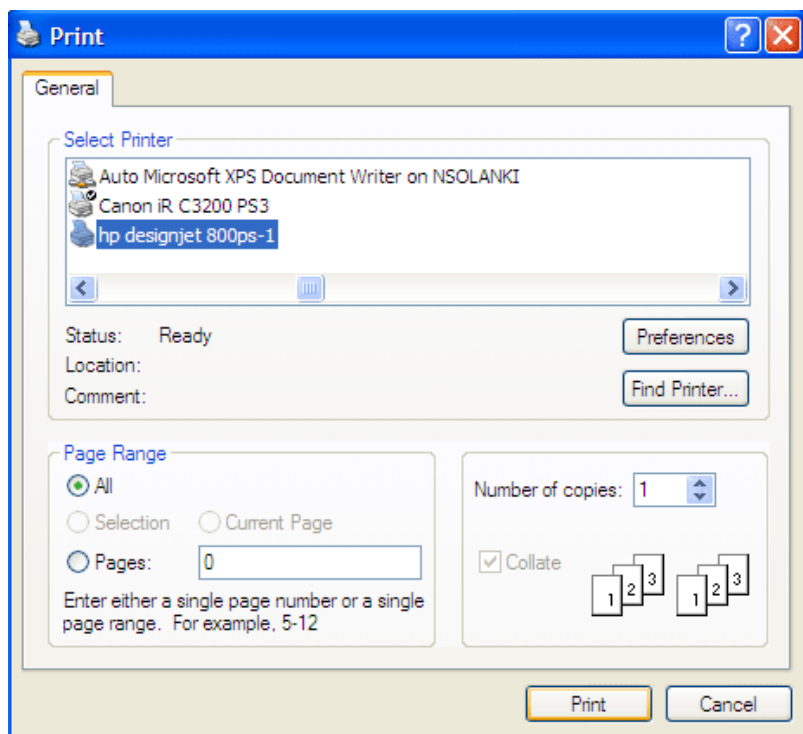 Print
General
Select Printer
Auto Microsoft XPS Document Writer on NSOLANKI
Canon iR C3200 PS3
hp designjet 800ps-1
Status: Ready
Preferences
Location:
Comment:
Find Printer...
Page Range
All
Selection Current Page
Pages: 0
Enter either a single page number or a single
page range. For example, 5-12
Number of copies: 1
Collate
1 2 3 1 2 3
Print Cancel